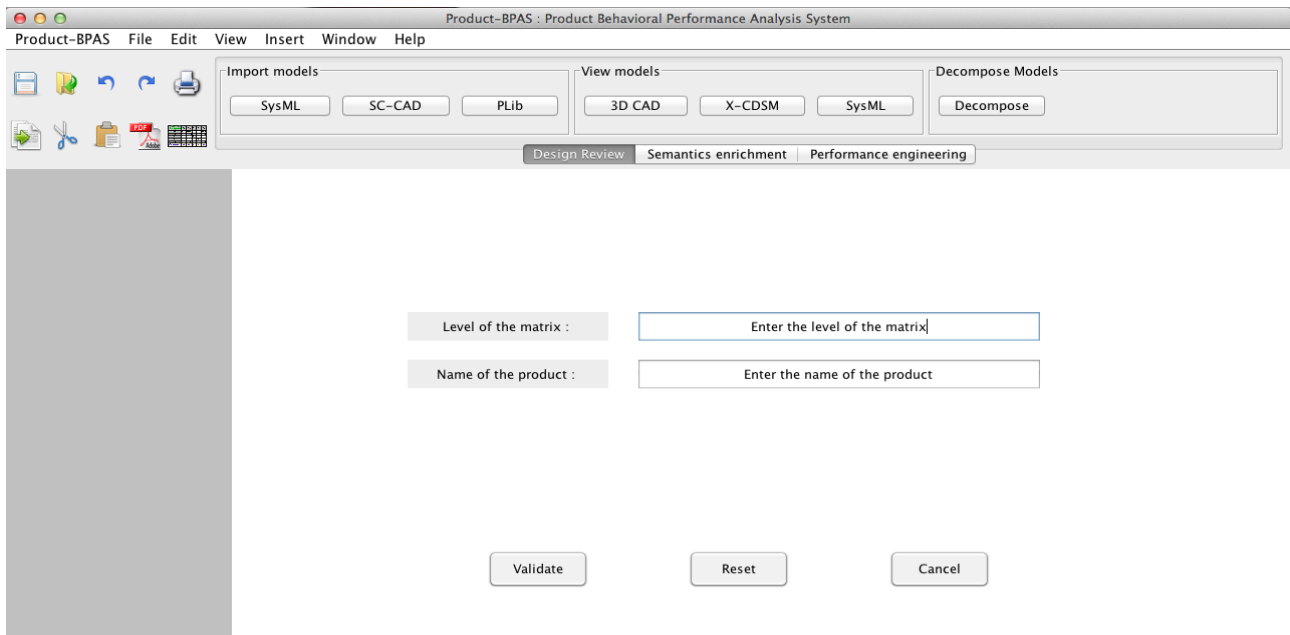 Product-BPAS : Product Behavioral Performance Analysis System
Product-BPAS File Edit View Insert Window Help
Import models View models Decompose Models
SysML SC-CAD PLib 3D CAD X-CDSM SysML Decompose
PDF
Adobe
Design Review Semantics enrichment Performance engineering
Level of the matrix : Enter the level of the matrix
Name of the product : Enter the name of the product
Validate Reset Cancel